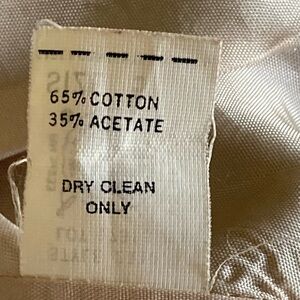 65% COTTON
35% ACETATE
DRY CLEAN
ONLY